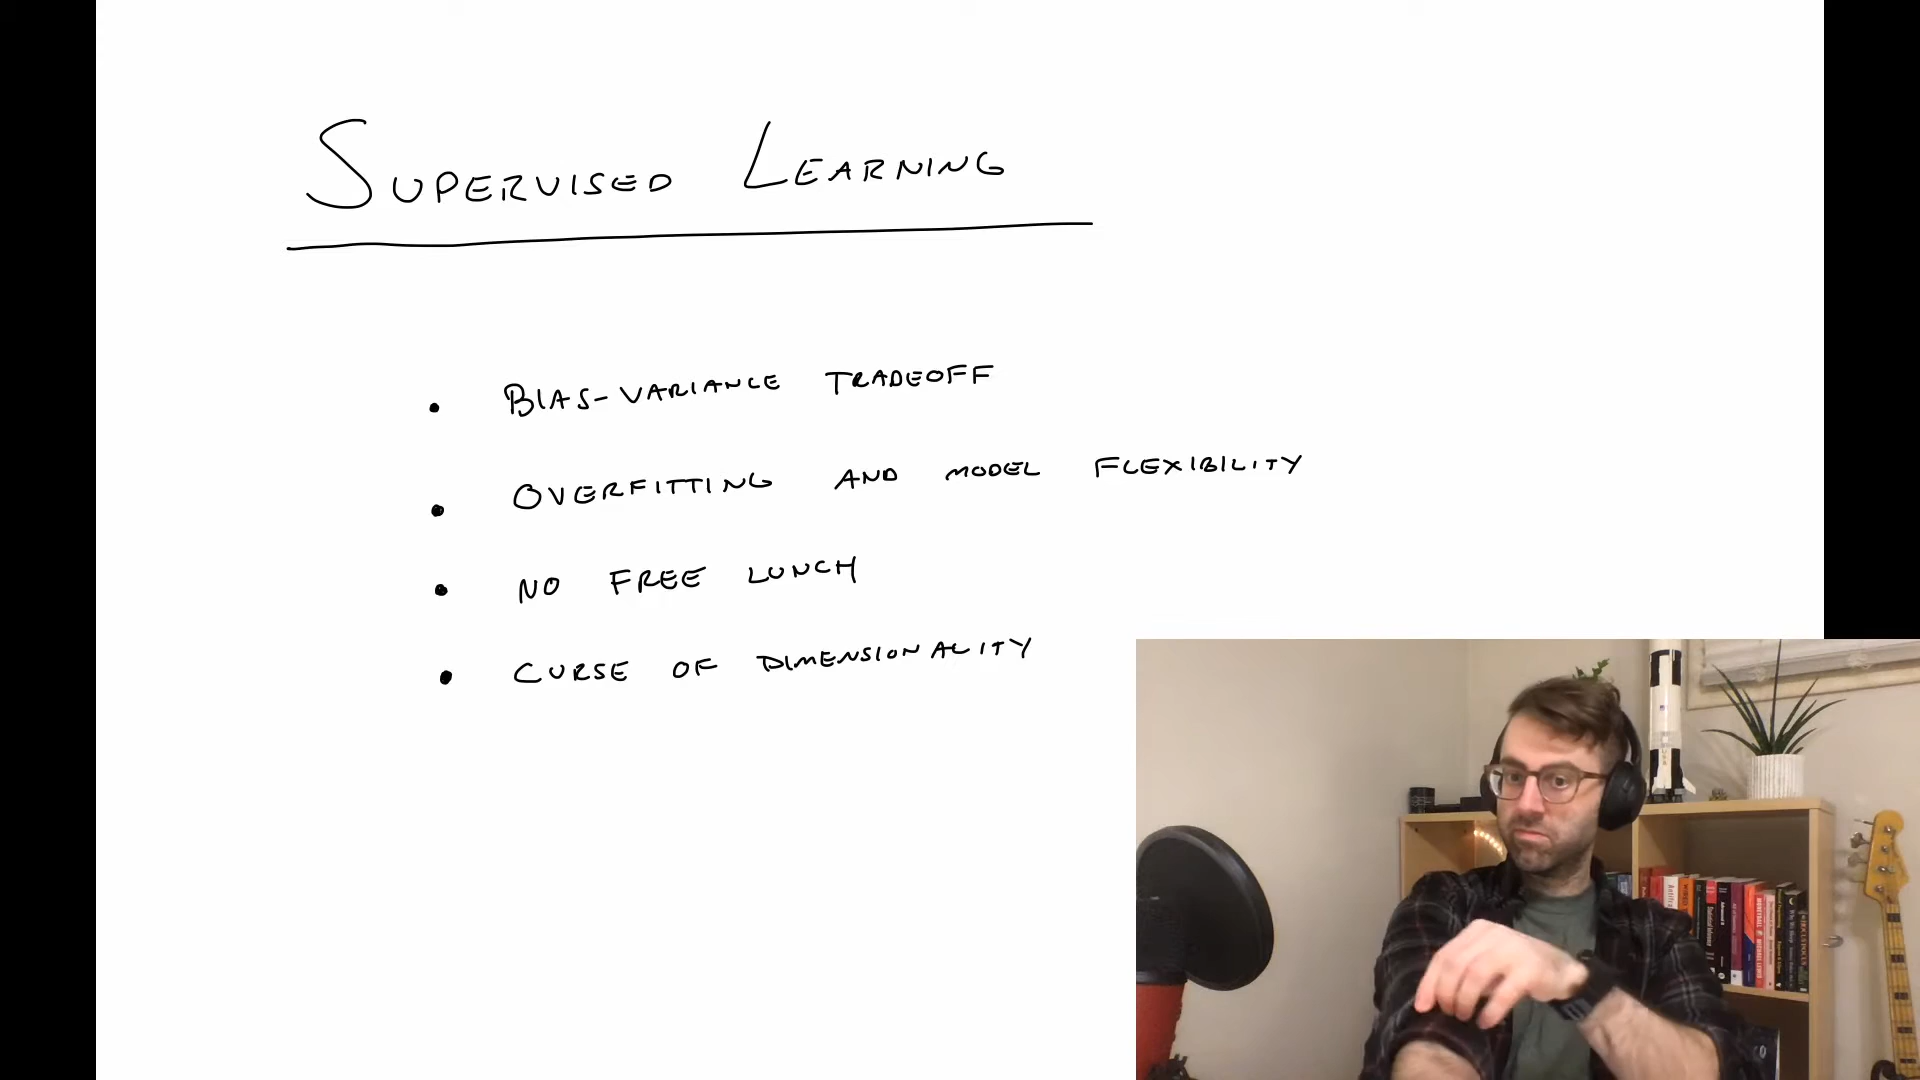 SUPERVISED LEARNING
• BIAS-VARIANCE TRADEOFF
• OVERFITTING AND MODEL FLEXIBILITY
• NO FREE LUNCH
• CURSE OF DIMENSIONALITY